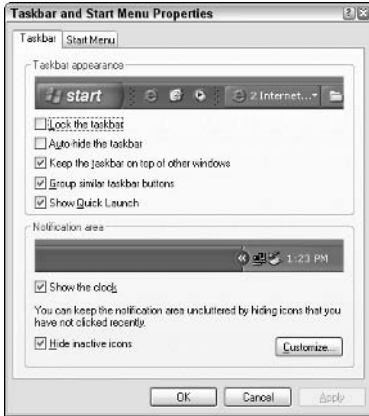 Taskbar and Start Menu Properties
Taskbar Start Menu
Taskbar appearance
start 2 Internet...
Lock the taskbar
Auto-hide the taskbar
Keep the taskbar on top of other windows
Group similar taskbar buttons
Show Quick Launch
Notification area
1:23 PM
Show the clock
You can keep the notification area uncluttered by hiding icons that you
have not clicked recently.
Hide inactive icons Customize...
OK Cancel Apply